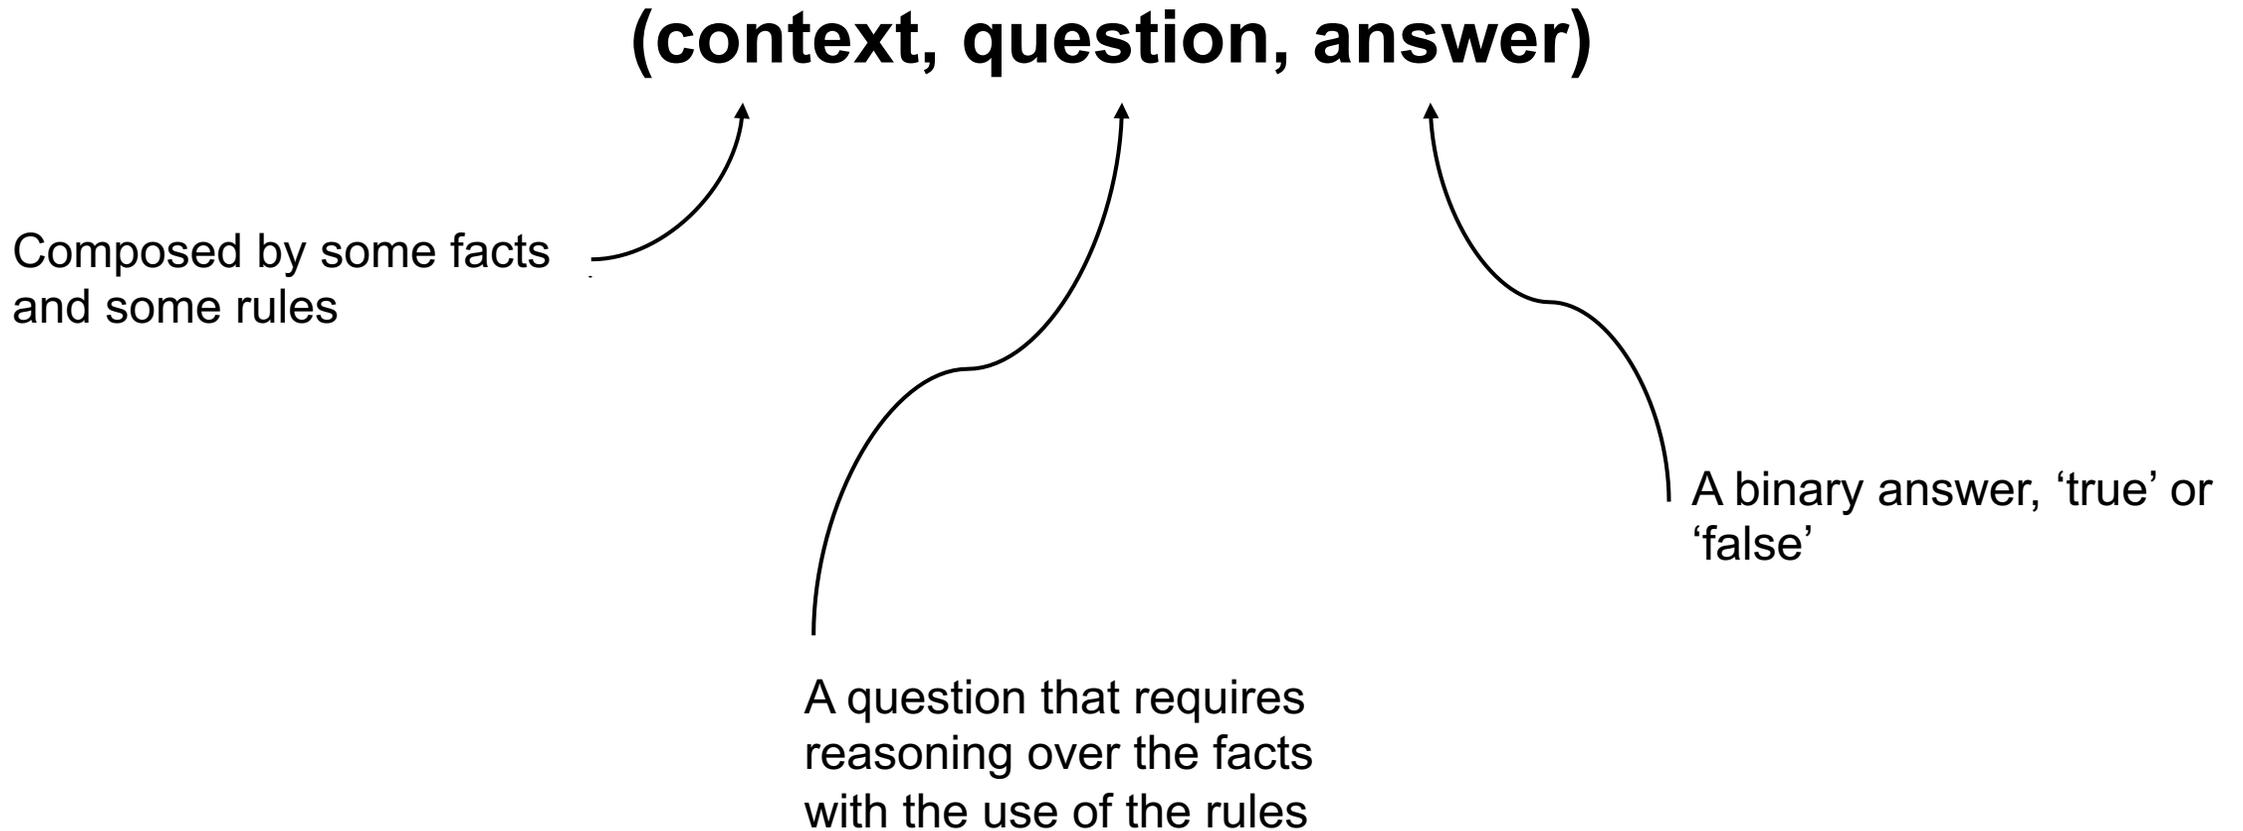 (context, question, answer)
Composed by some facts
and some rules
A binary answer, ‘true’ or
‘false’
A question that requires
reasoning over the facts
with the use of the rules